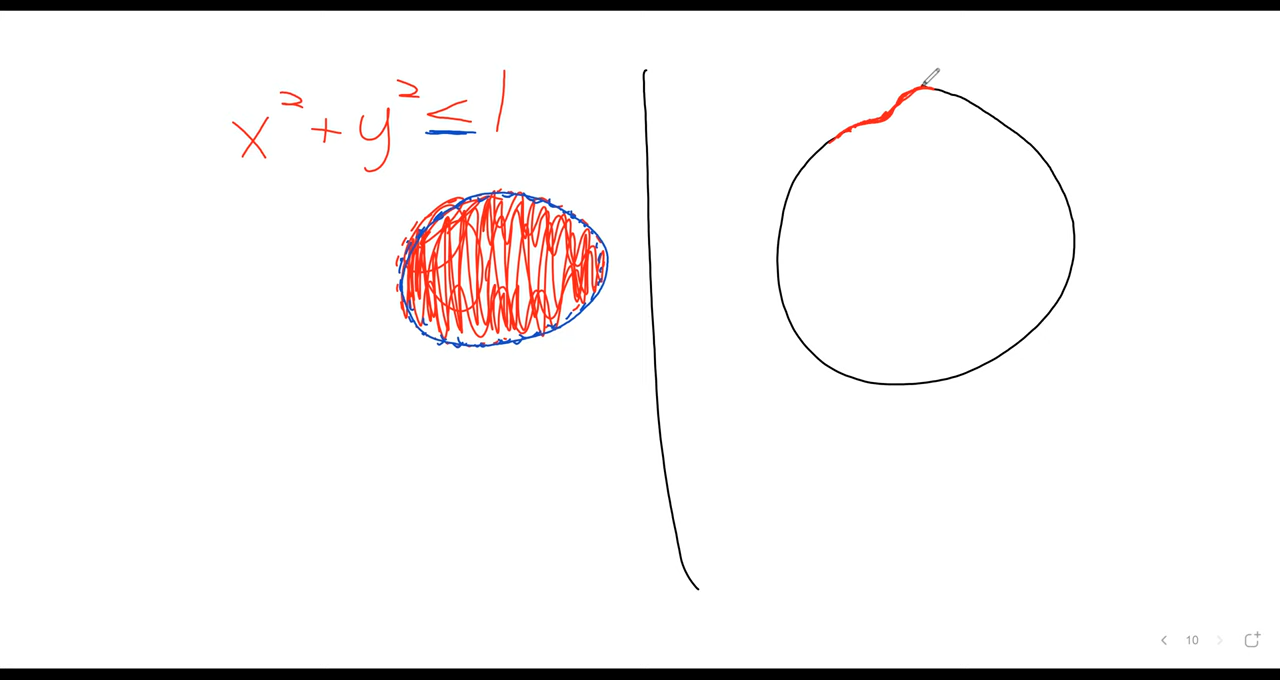 x² + y² ≤ 1
10